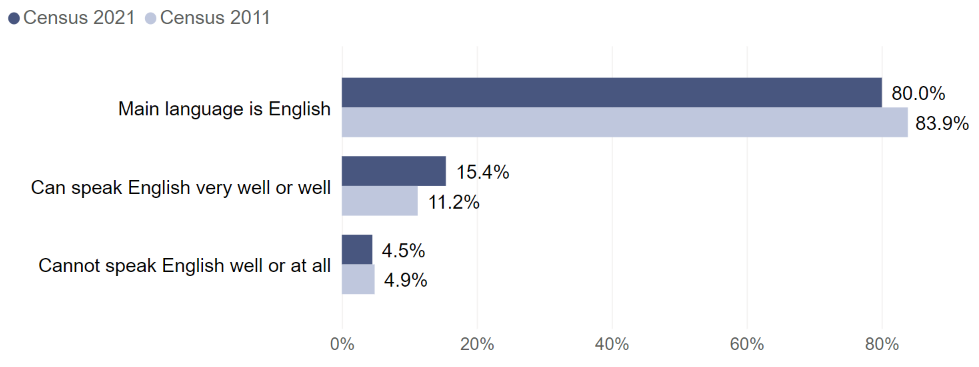 Census 2021 Census 2011
Main language is English
80.0%
83.9%
Can speak English very well or well
15.4%
11.2%
Cannot speak English well or at all
4.5%
4.9%
0% 20% 40% 60% 80%